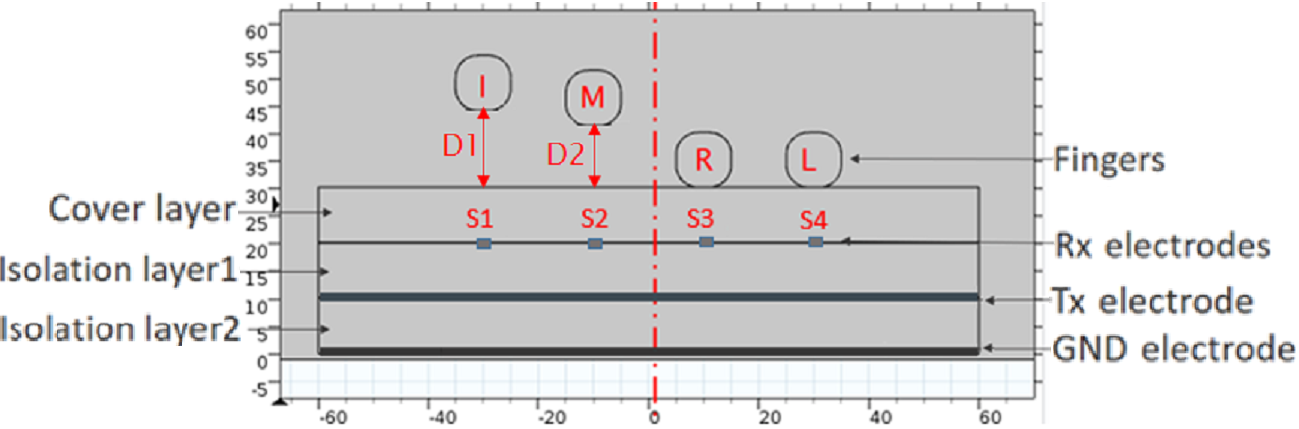 60
55
50
45
40
35
30
25
20
15
10
5
0
-5
-60
-40
-20
0
20
40
60
I
M
R
L
D1
D2
S1
S2
S3
S4
Cover layer
Isolation layer1
Isolation layer2
Fingers
Rx electrodes
Tx electrode
GND electrode